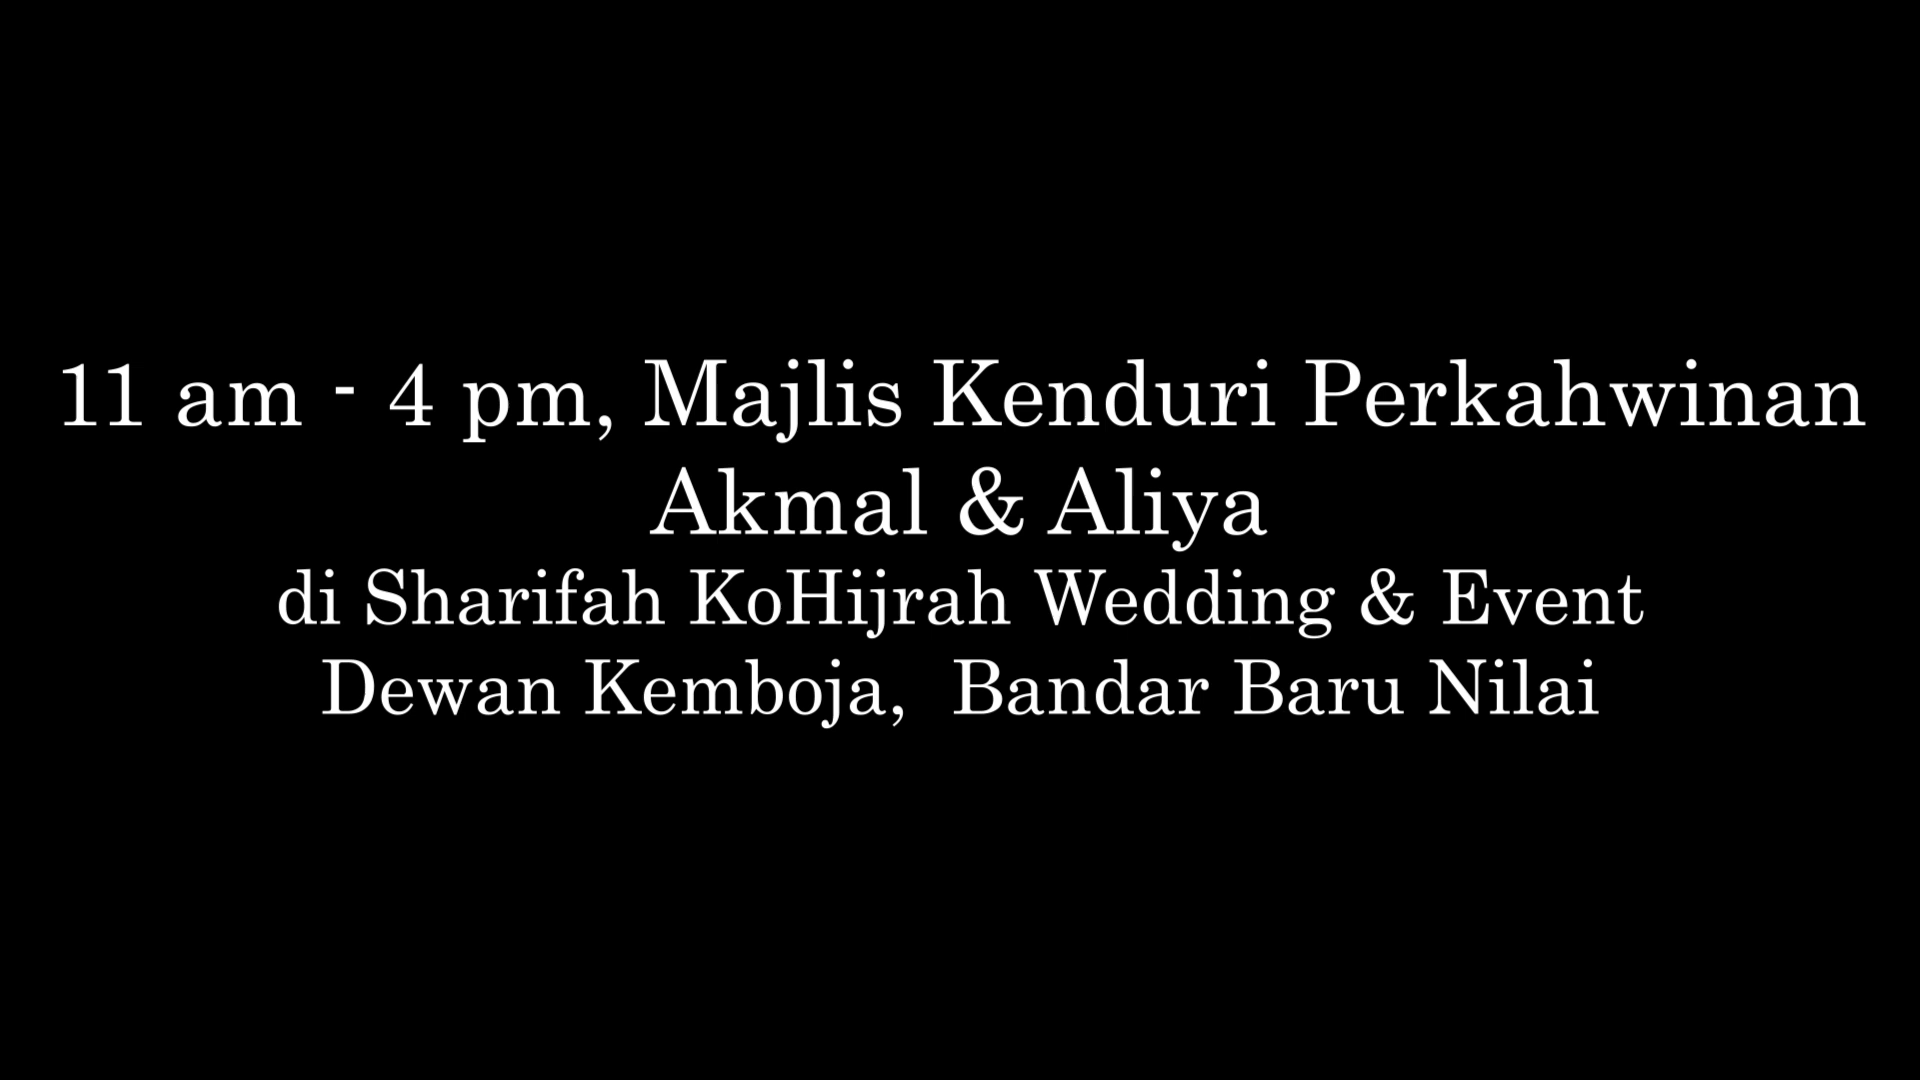 11 am - 4 pm, Majlis Kenduri Perkahwinan
Akmal & Aliya
di Sharifah KoHijrah Wedding & Event
Dewan Kemboja,  Bandar Baru Nilai